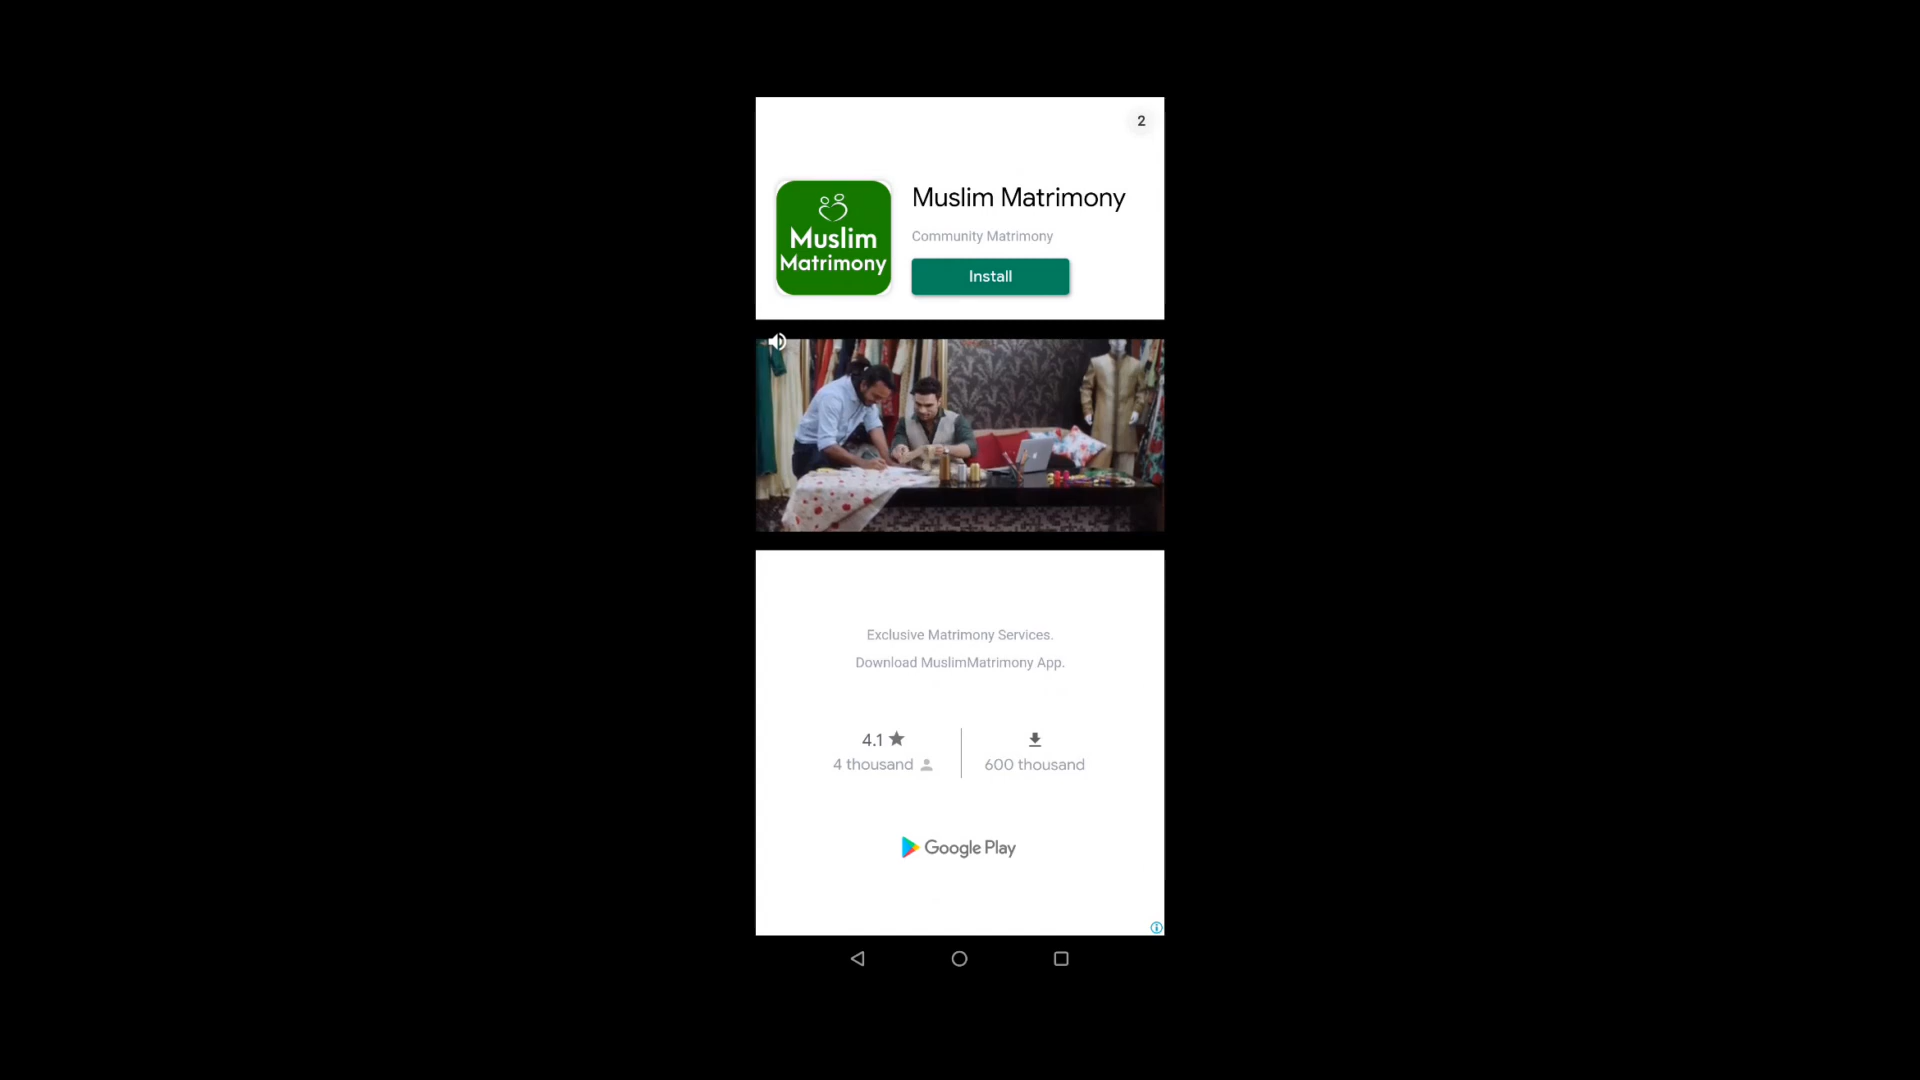 2
Muslim
Matrimony
Muslim Matrimony
Community Matrimony
Install
Exclusive Matrimony Services.
Download MuslimMatrimony App.
4.1
4 thousand
600 thousand
Google Play